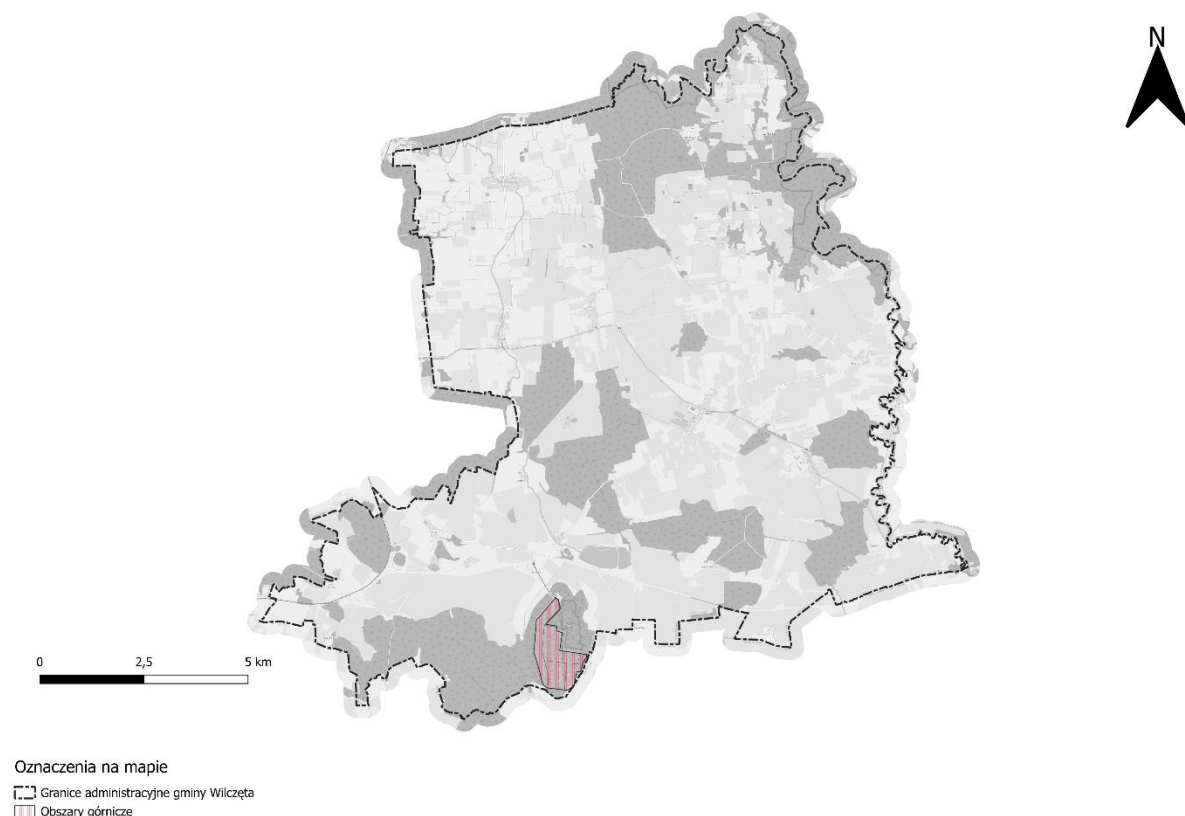 N
0 2,5 5 km
Oznaczenia na mapie
Granice administracyjne gminy Wilczęta
Obszary górnicze